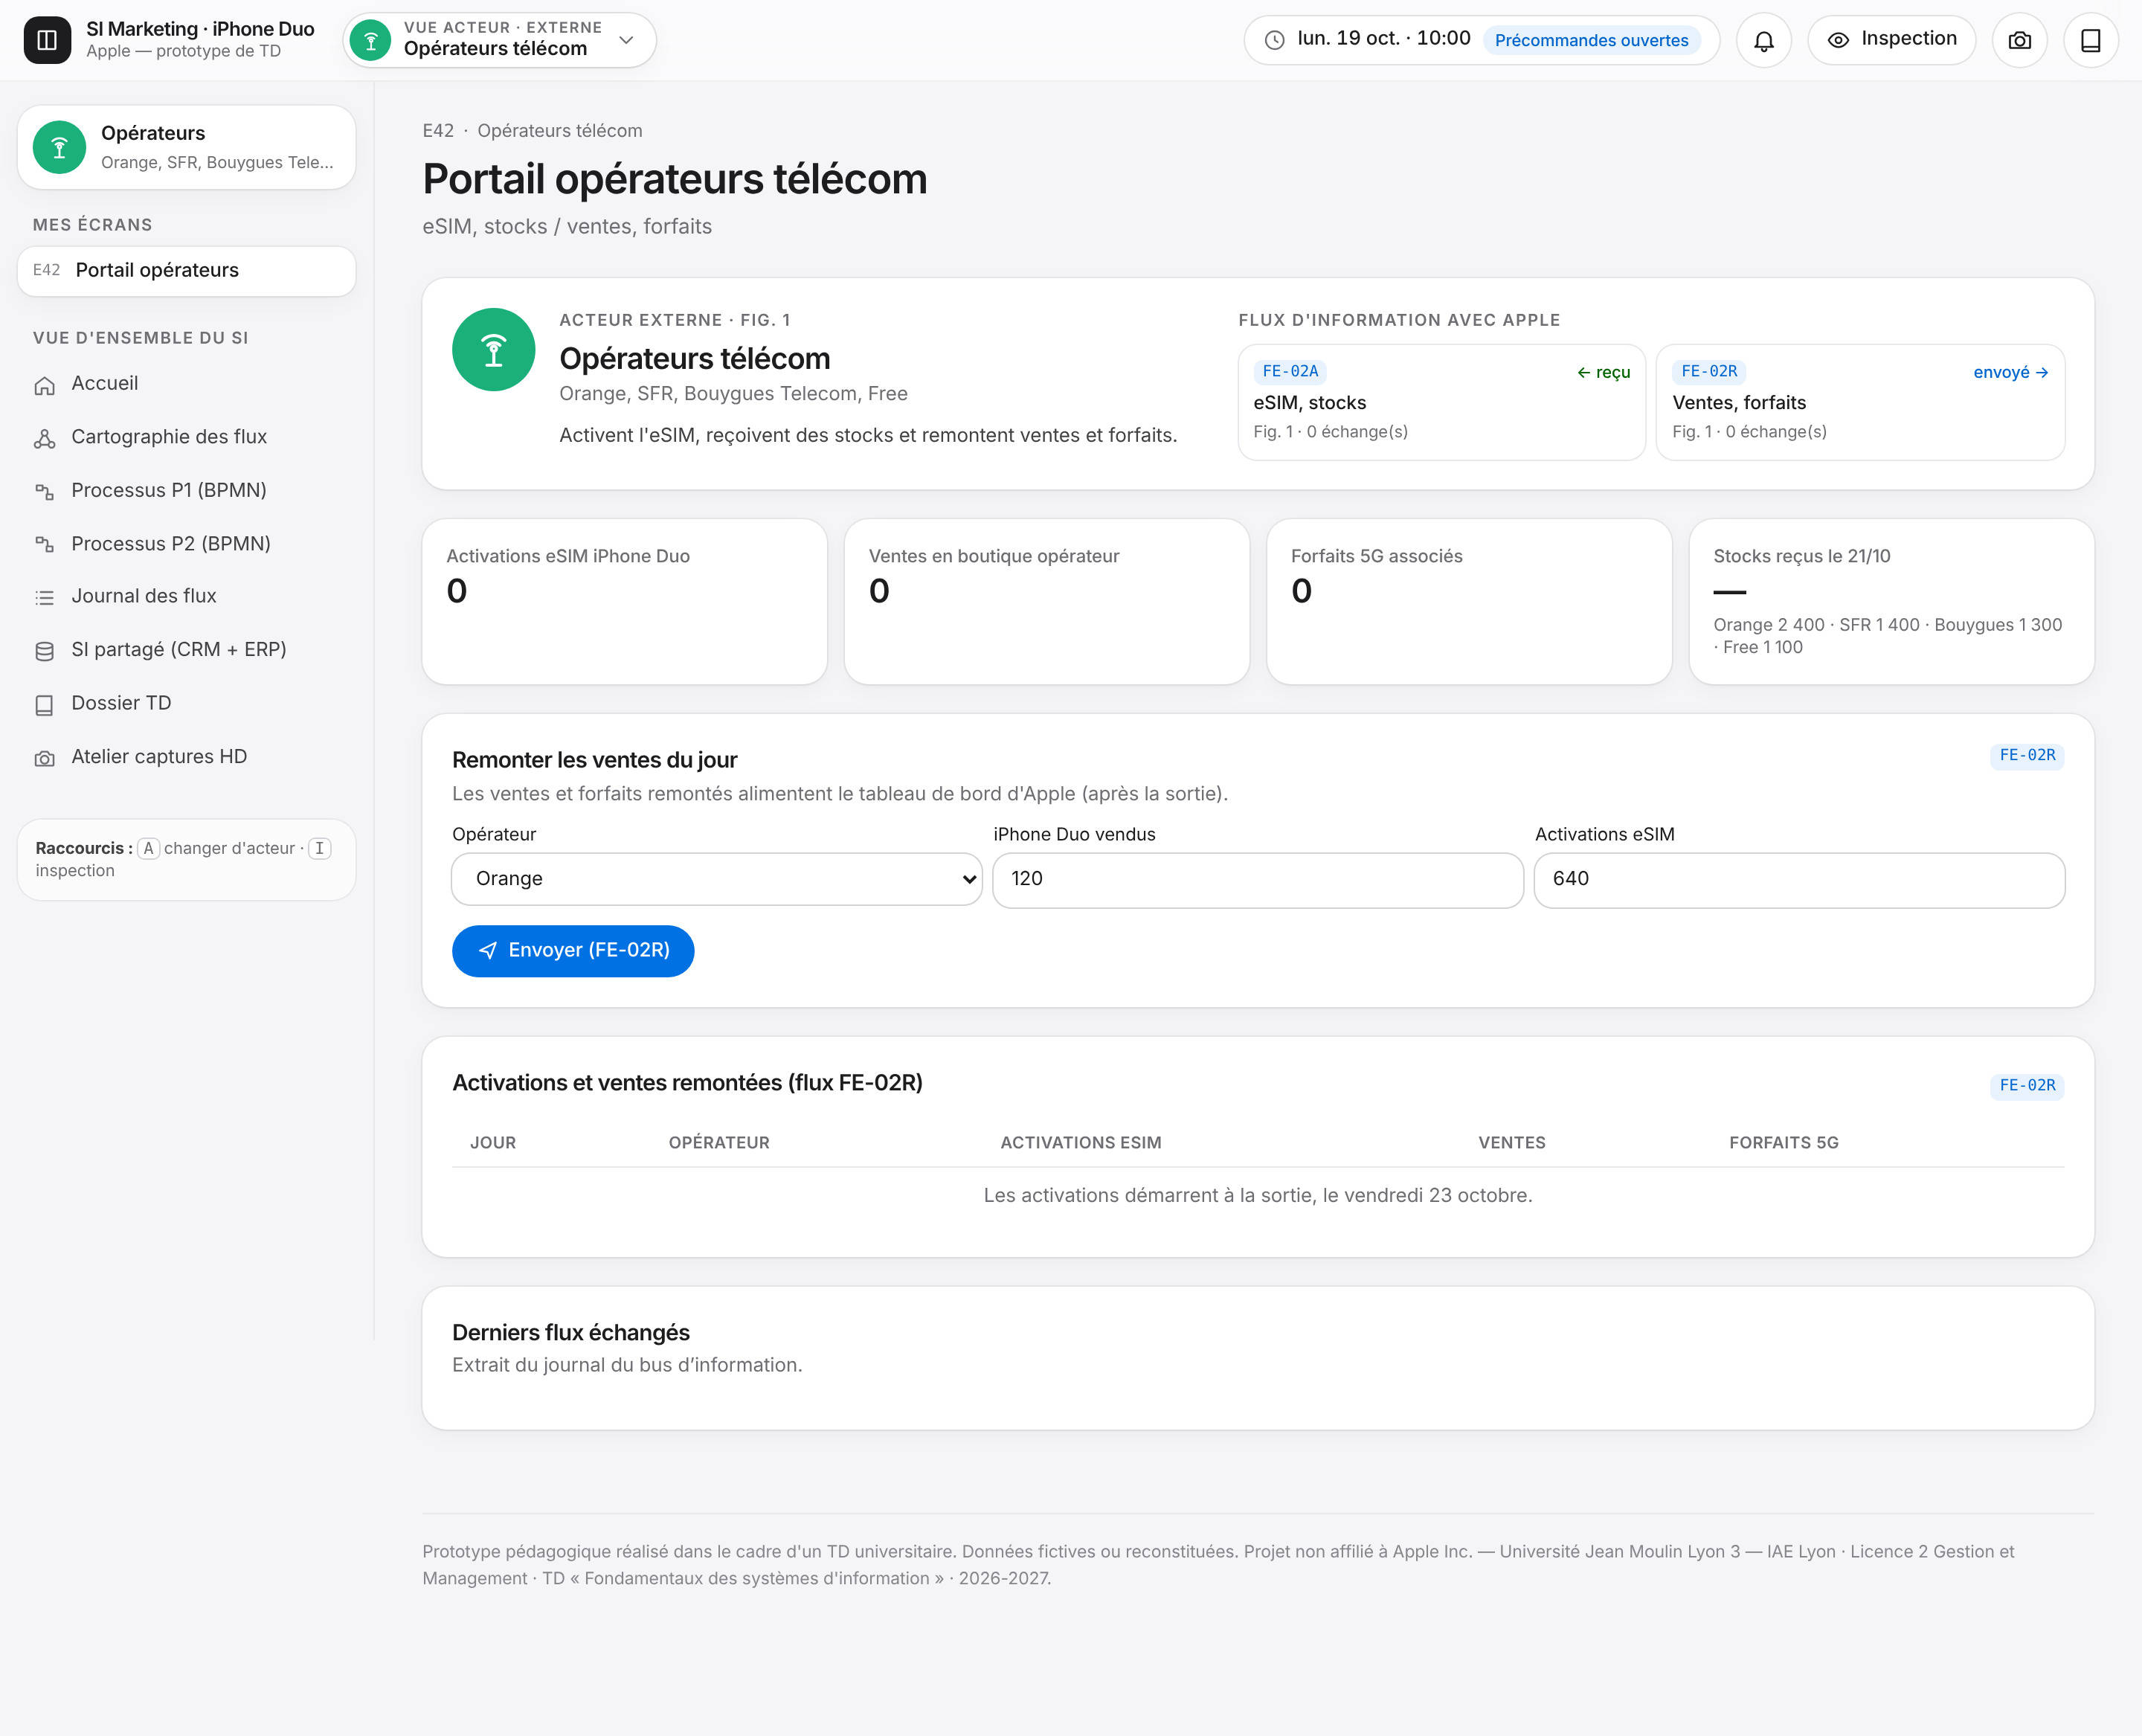 SI Marketing · iPhone Duo
Apple — prototype de TD
VUE ACTEUR · EXTERNE
Opérateurs télécom
lun. 19 oct. · 10:00
Précommandes ouvertes
Inspection
Opérateurs
Orange, SFR, Bouygues Tele...
MES ÉCRANS
E42 Portail opérateurs
VUE D'ENSEMBLE DU SI
Accueil
Cartographie des flux
Processus P1 (BPMN)
Processus P2 (BPMN)
Journal des flux
SI partagé (CRM + ERP)
Dossier TD
Atelier captures HD
Raccourcis : A changer d'acteur · I
inspection
E42 · Opérateurs télécom
Portail opérateurs télécom
eSIM, stocks / ventes, forfaits
ACTEUR EXTERNE · FIG. 1
Opérateurs télécom
Orange, SFR, Bouygues Telecom, Free
Activent l'eSIM, reçoivent des stocks et remontent ventes et forfaits.
FLUX D'INFORMATION AVEC APPLE
FE-02A ← reçu
eSIM, stocks
Fig. 1 · 0 échange(s)
FE-02R envoyé →
Ventes, forfaits
Fig. 1 · 0 échange(s)
Activations eSIM iPhone Duo
0
Ventes en boutique opérateur
0
Forfaits 5G associés
0
Stocks reçus le 21/10
—
Orange 2 400 · SFR 1 400 · Bouygues 1 300
· Free 1 100
Remonter les ventes du jour
FE-02R
Les ventes et forfaits remontés alimentent le tableau de bord d'Apple (après la sortie).
Opérateur
Orange
iPhone Duo vendus
120
Activations eSIM
640
Envoyer (FE-02R)
Activations et ventes remontées (flux FE-02R)
FE-02R
JOUR OPÉRATEUR ACTIVATIONS ESIM VENTES FORFAITS 5G
Les activations démarrent à la sortie, le vendredi 23 octobre.
Derniers flux échangés
Extrait du journal du bus d’information.
Prototype pédagogique réalisé dans le cadre d'un TD universitaire. Données fictives ou reconstituées. Projet non affilié à Apple Inc. — Université Jean Moulin Lyon 3 — IAE Lyon · Licence 2 Gestion et
Management · TD « Fondamentaux des systèmes d'information » · 2026-2027.